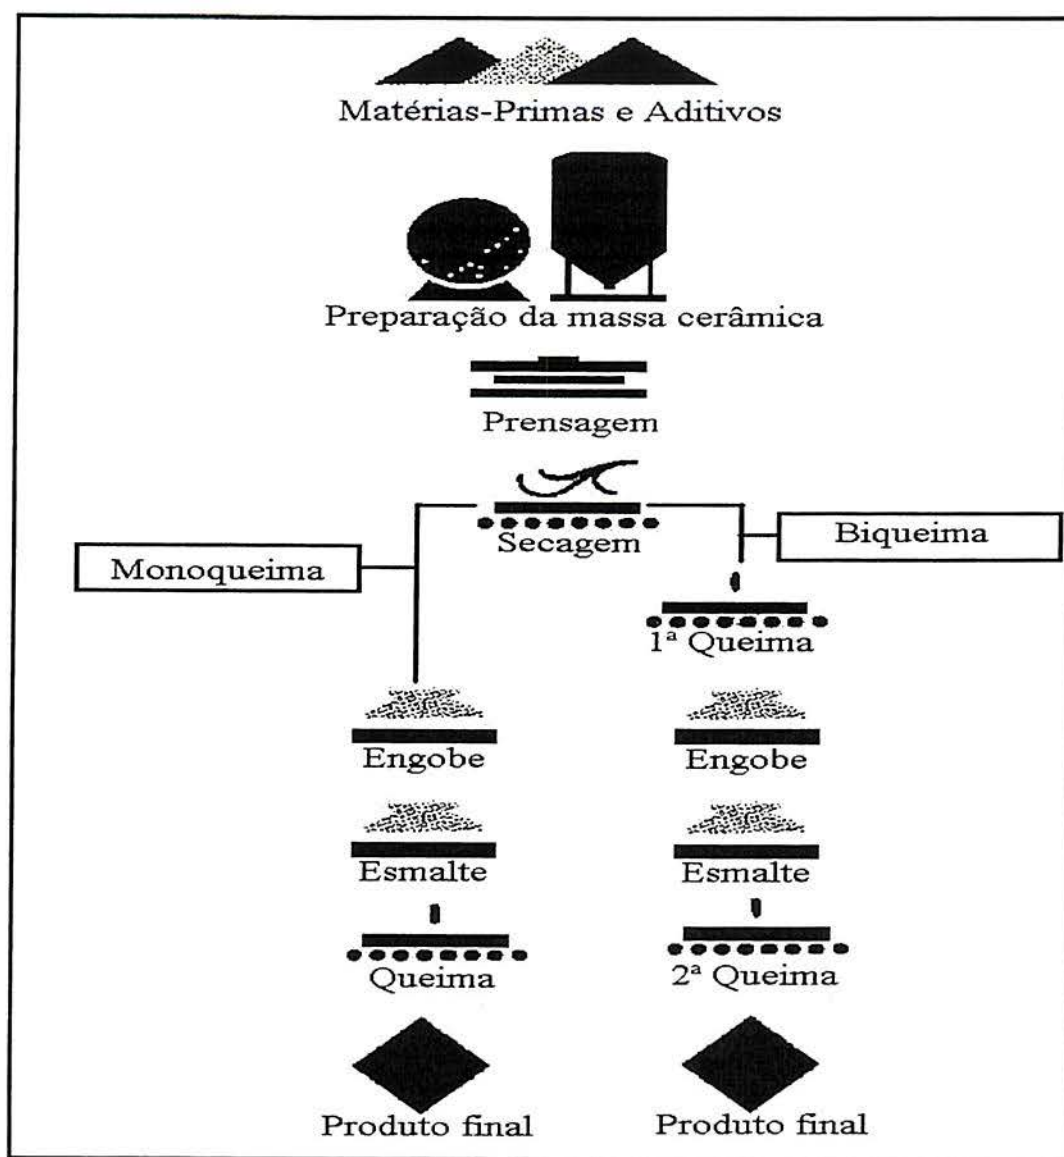 Matérias-Primas e Aditivos
Preparação da massa cerâmica
Prensagem
Secagem
Monoqueima
Biqueima
1ª Queima
Engobe
Engobe
Esmalte
Esmalte
Queima
2ª Queima
Produto final
Produto final